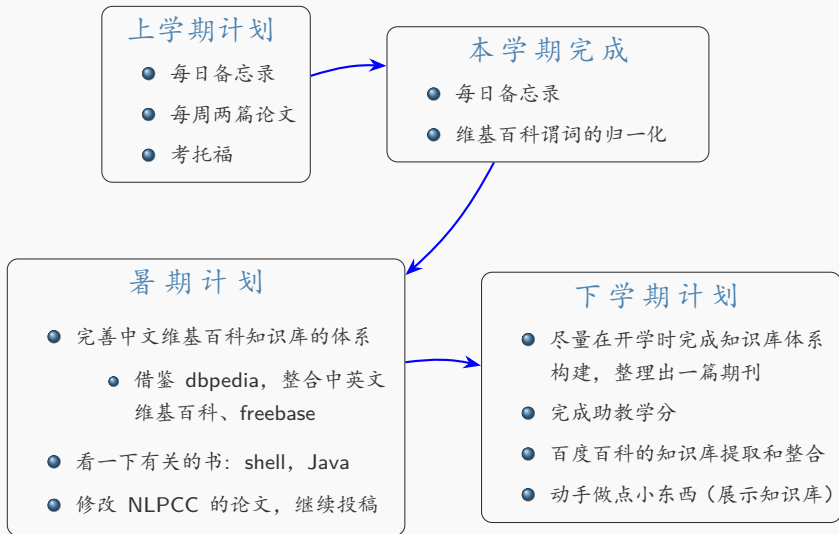 上学期计划
每日备忘录
每周两篇论文
考托福
本学期完成
每日备忘录
维基百科谓词的归一化
暑期计划
完善中文维基百科知识库的体系
借鉴 dbpedia，整合中英文
维基百科、freebase
看一下有关的书：shell，Java
修改 NLPCC 的论文，继续投稿
下学期计划
尽量在开学时完成知识库体系
构建，整理出一篇期刊
完成助教学分
百度百科的知识库提取和整合
动手做点小东西（展示知识库）